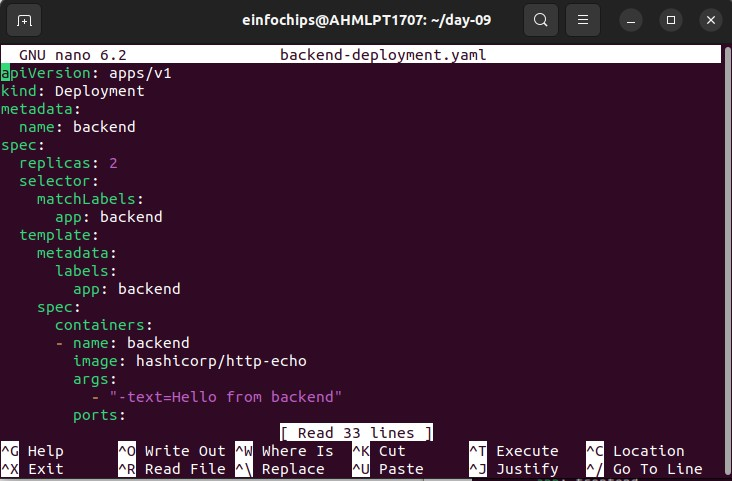 einfochips@AHMLPT1707: ~/day-09
GNU nano 6.2 backend-deployment.yaml
apiVersion: apps/v1
kind: Deployment
metadata:
  name: backend
spec:
  replicas: 2
  selector:
    matchLabels:
      app: backend
  template:
    metadata:
      labels:
        app: backend
    spec:
      containers:
      - name: backend
        image: hashicorp/http-echo
        args:
          - "-text=Hello from backend"
        ports:
[ Read 33 lines ]
^G Help ^O Write Out ^W Where Is ^K Cut ^T Execute ^C Location
^X Exit ^R Read File ^\ Replace ^U Paste ^J Justify ^/ Go To Line